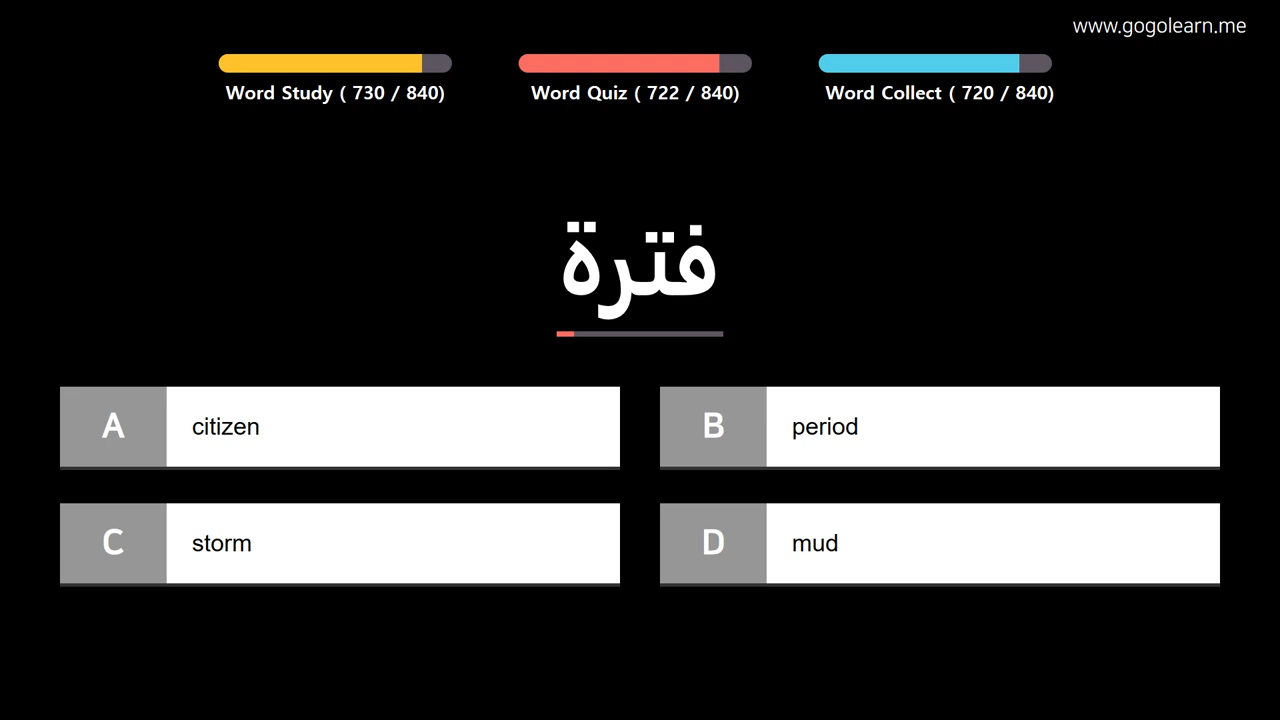 www.gogolearn.me
Word Study ( 730 / 840)
Word Quiz ( 722 / 840)
Word Collect ( 720 / 840)
فترة
A citizen
B period
C storm
D mud